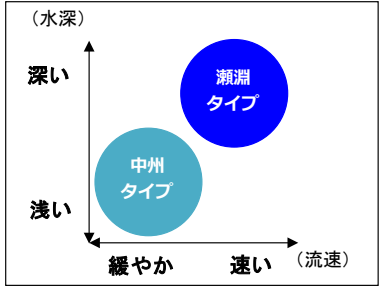 （水深）
深い
瀬淵
タイプ
中州
タイプ
浅い
緩やか
速い
（流速）